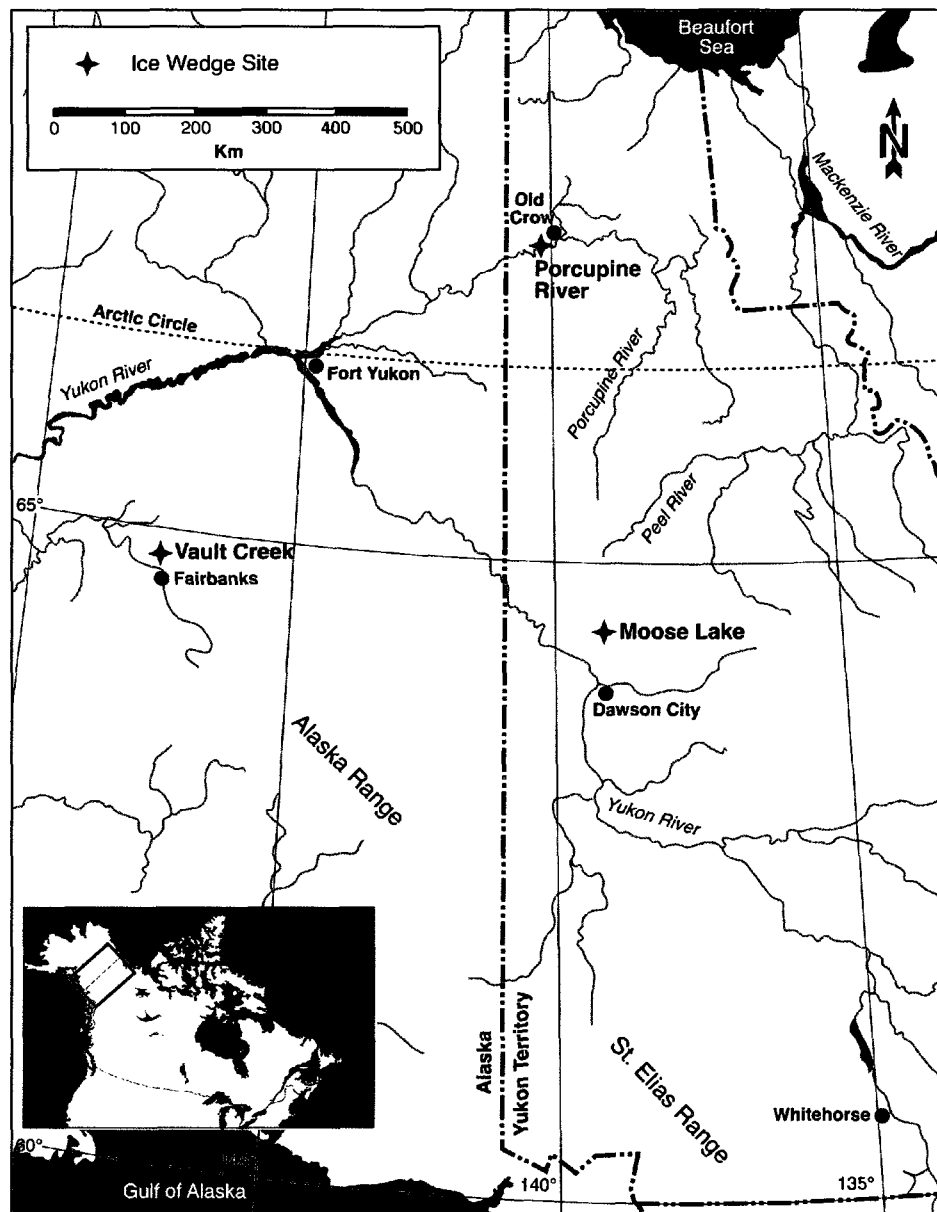 Beaufort
Sea
Ice Wedge Site
0 100 200 300 400 500
Km
N
Mackenzie River
Old
Crow
Porcupine
River
Arctic Circle
Yukon River
Fort Yukon
Porcupine River
Peel River
65°
Vault Creek
Fairbanks
Moose Lake
Dawson City
Alaska Range
Yukon River
Alaska
Yukon Territory
St. Elias Range
Whitehorse
60°
140°
135°
Gulf of Alaska